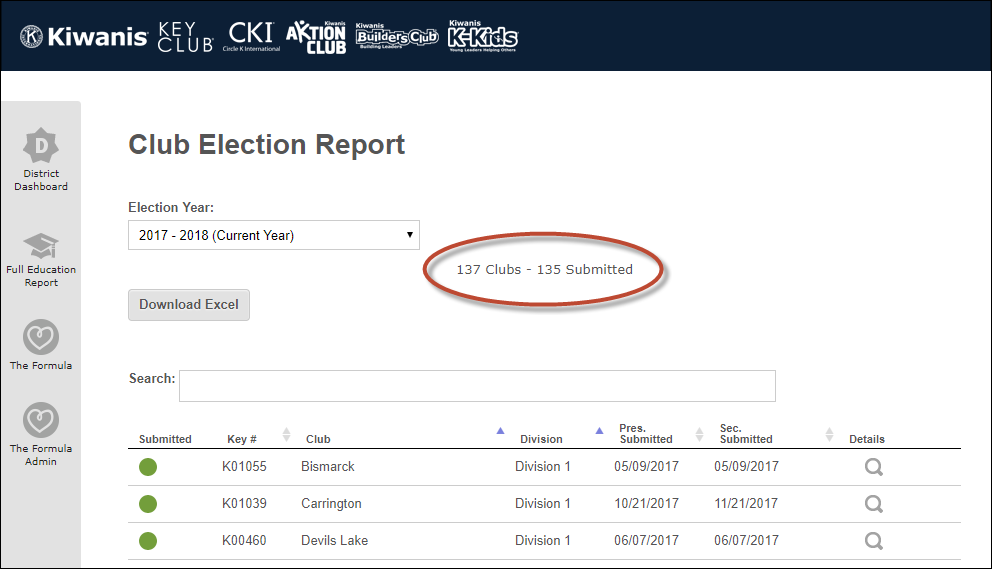 Kiwanis KEY CLUB CKI Circle K International Kiwanis AKTION CLUB Kiwanis Builders Club Building Leaders Kiwanis K-Kids Young Leaders Helping Others
D
District
Dashboard
Full Education
Report
The Formula
The Formula
Admin
Club Election Report
Election Year:
2017 - 2018 (Current Year)
137 Clubs - 135 Submitted
Download Excel
Search:
Submitted Key # Club Division Pres. Submitted Sec. Submitted Details
K01055 Bismarck Division 1 05/09/2017 05/09/2017
K01039 Carrington Division 1 10/21/2017 11/21/2017
K00460 Devils Lake Division 1 06/07/2017 06/07/2017